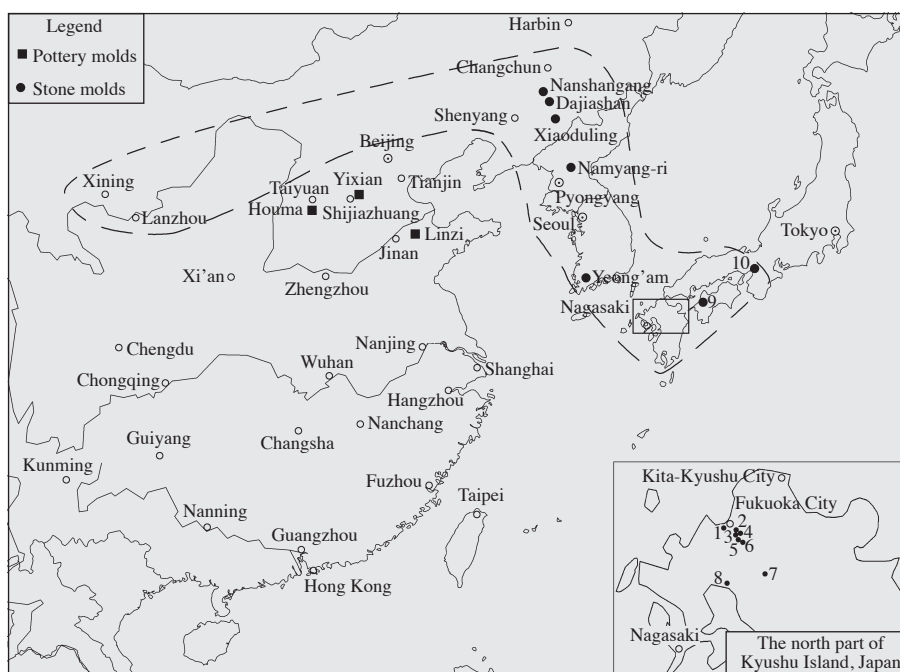 Legend
Pottery molds
Stone molds
Harbin
Changchun
Nanshangang
Dajiashan
Shenyang
Xiaoduling
Beijing
Namyang-ri
Xining
Taiyuan
Yixian
Tianjin
Pyongyang
Lanzhou
Houma
Shijiazhuang
Seoul
Linzi
Jinan
Tokyo
Xi'an
Zhengzhou
Yeong'am
10
Nagasaki
9
Chengdu
Nanjing
Wuhan
Shanghai
Chongqing
Hangzhou
Nanchang
Guiyang
Changsha
Kunming
Kita-Kyushu City
Fuzhou
Taipei
Fukuoka City
Nanning
2
1
3
4
Guangzhou
5
6
Hong Kong
8
7
Nagasaki
The north part of
Kyushu Island, Japan